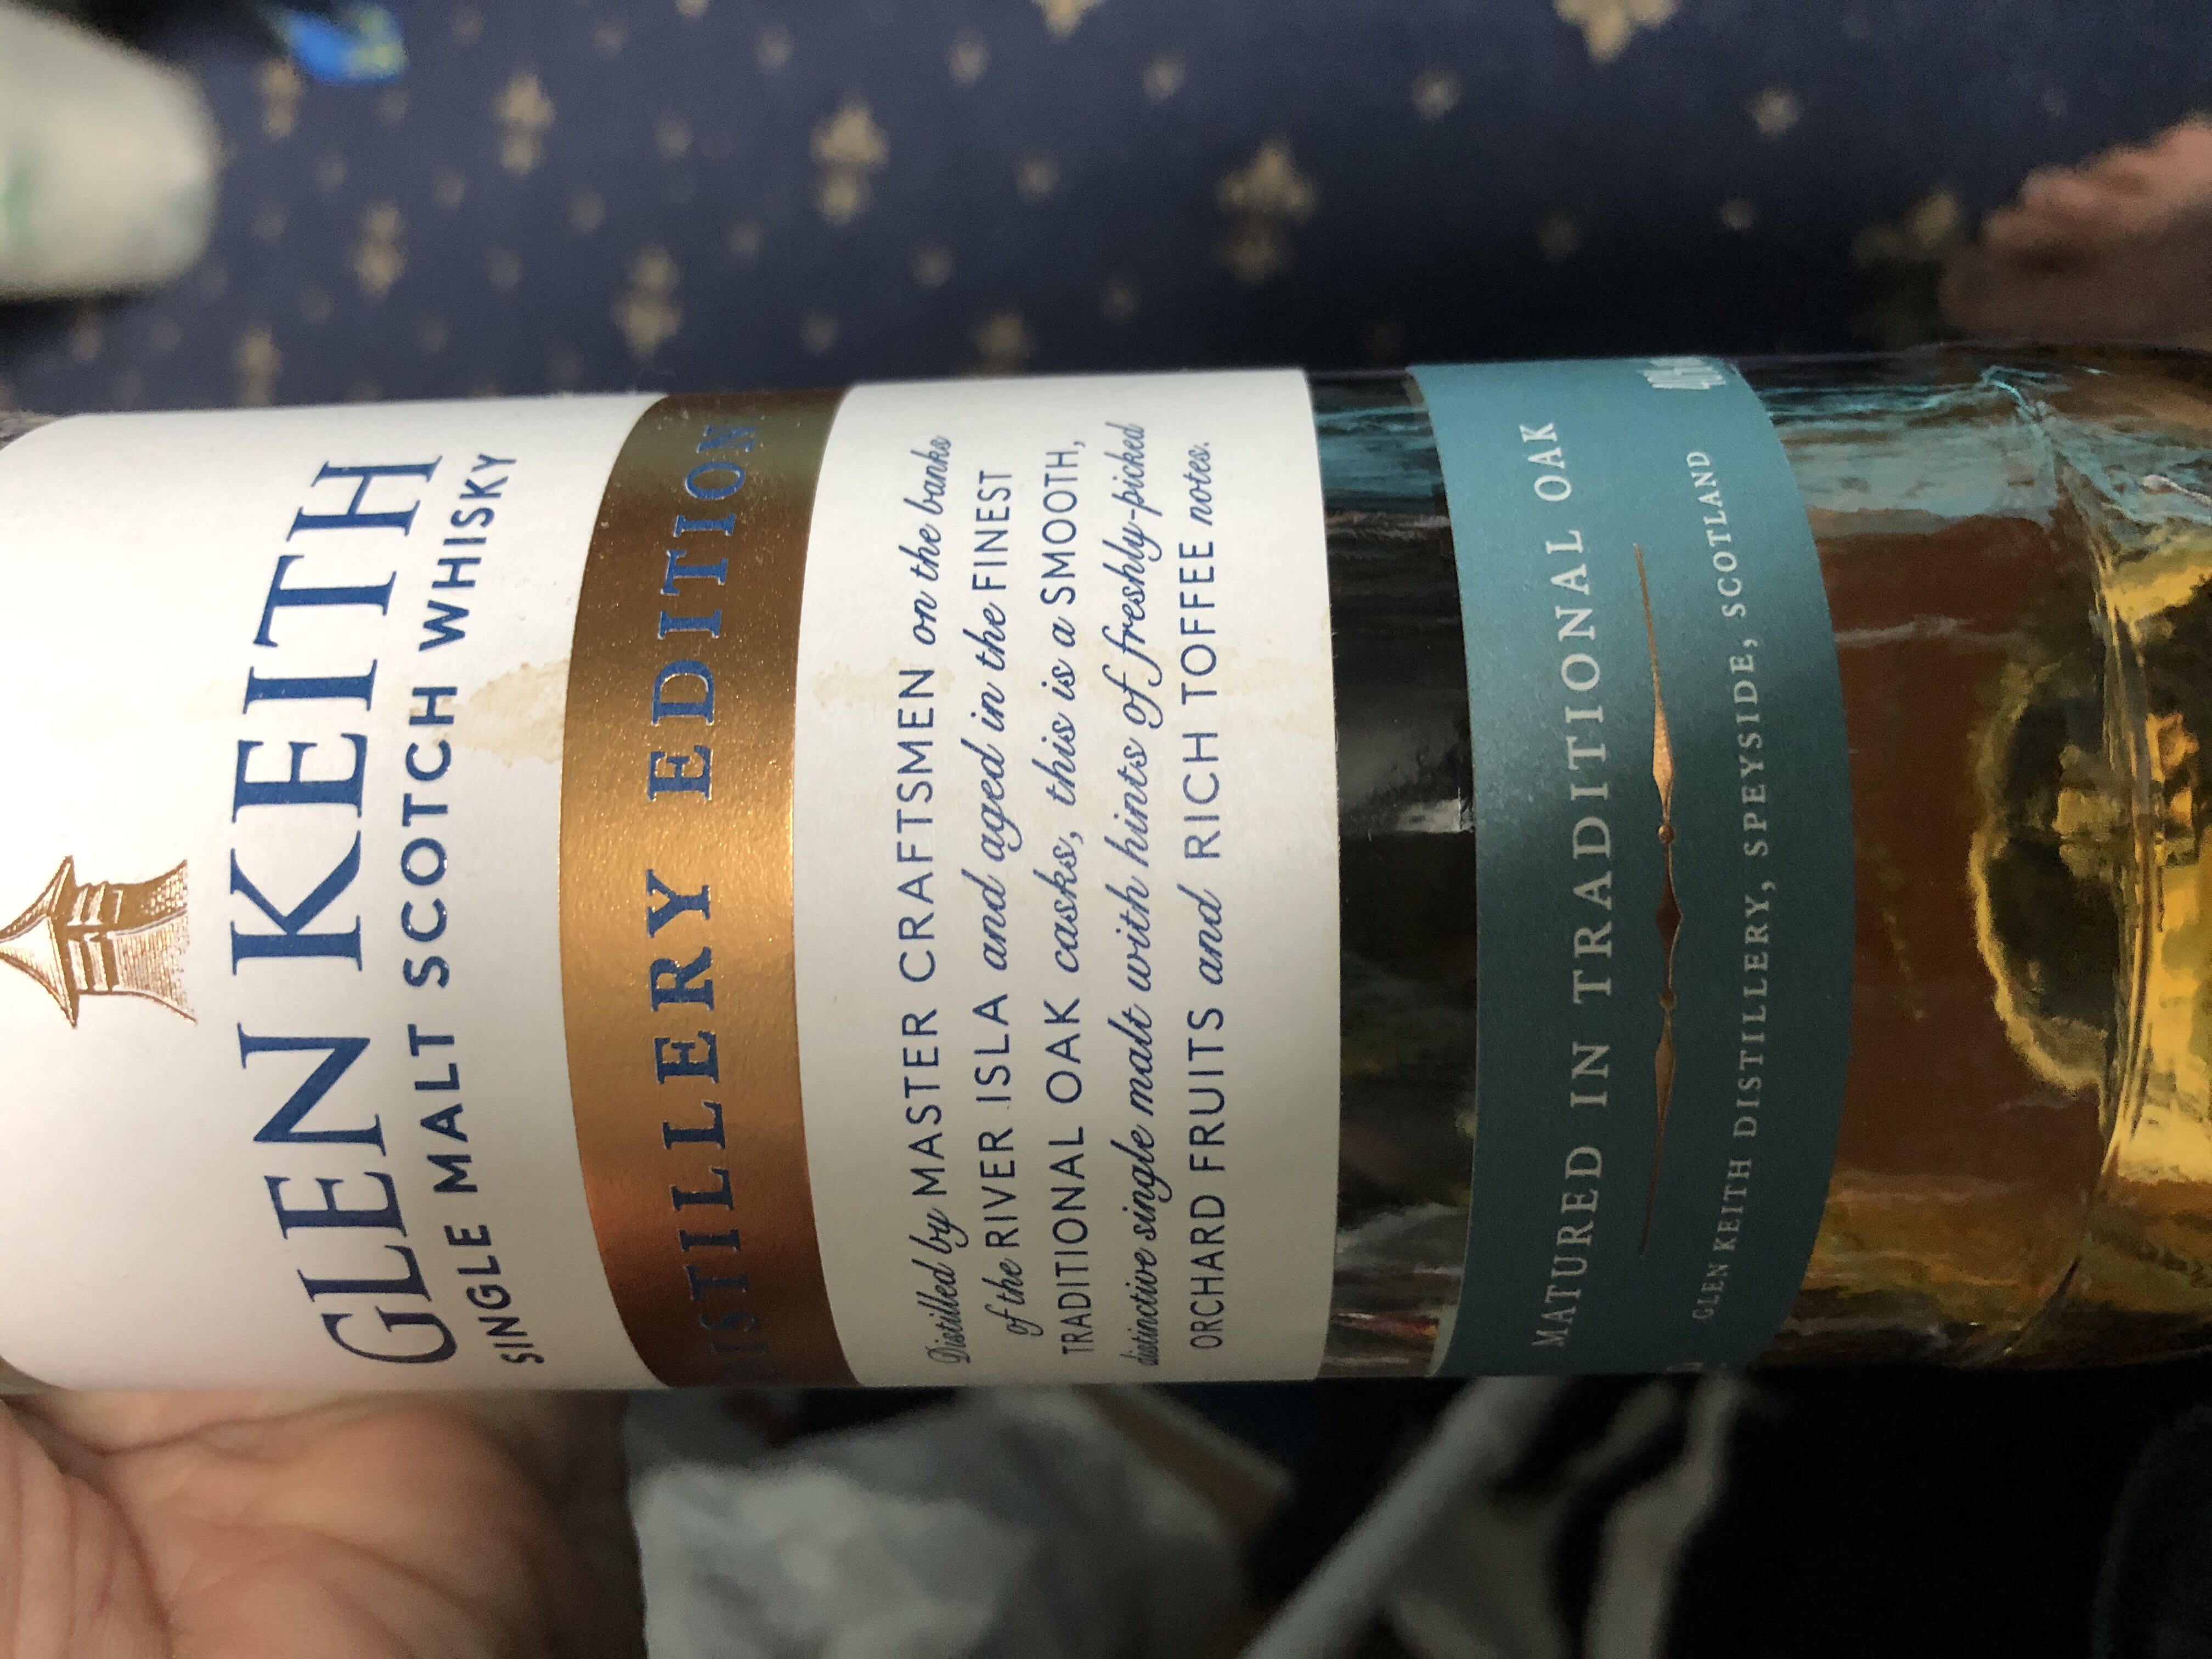 GLEN KEITH
SINGLE MALT SCOTCH WHISKY
DISTILLERY EDITION
Distilled by MASTER CRAFTSMEN on the banks
of the RIVER ISLA and aged in the FINEST
TRADITIONAL OAK casks, this is a SMOOTH,
distinctive single malt with hints of freshly-picked
ORCHARD FRUITS and RICH TOFFEE notes.
MATURED IN TRADITIONAL OAK
GLEN KEITH DISTILLERY, SPEYSIDE, SCOTLAND